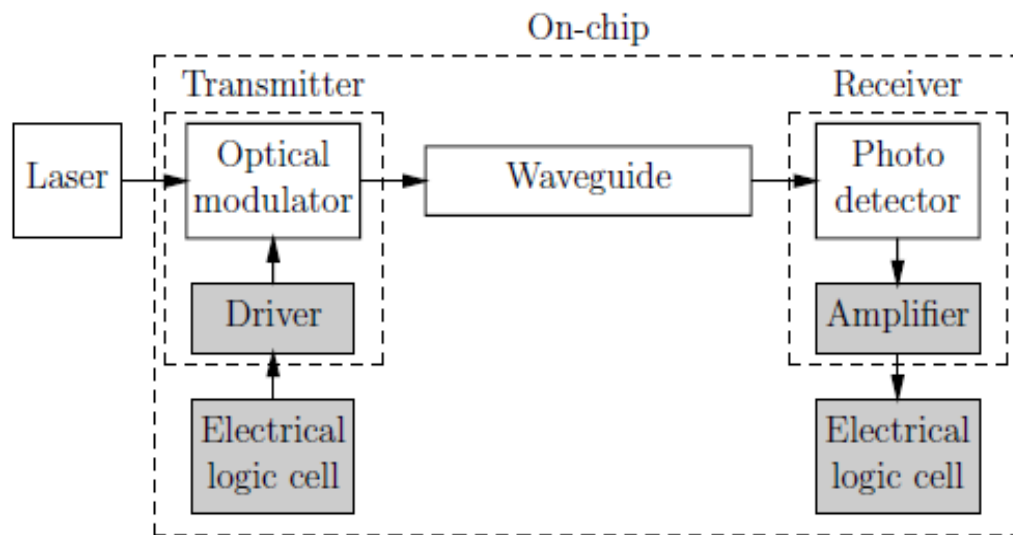 On-chip
Transmitter
Receiver
Laser
Optical
modulator
Waveguide
Photo
detector
Driver
Amplifier
Electrical
logic cell
Electrical
logic cell